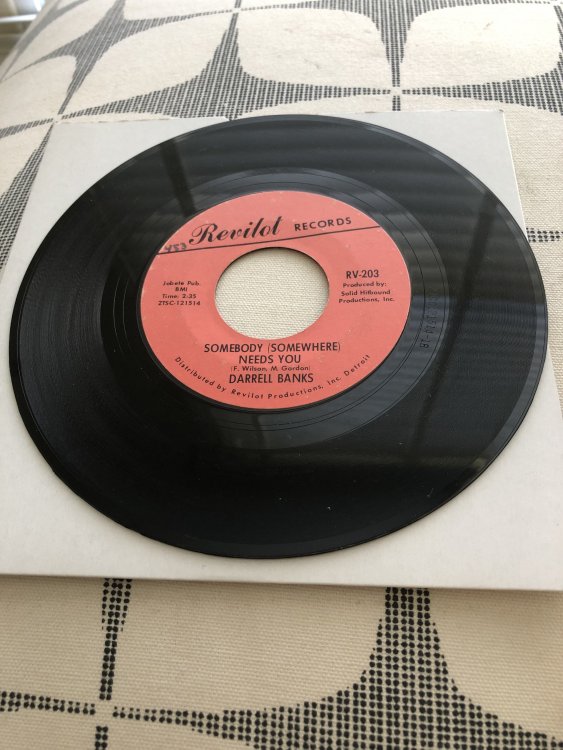 Revilot RECORDS
453
Jobete Pub.
BMI
Time: 2:35
ZTSC-121514
RV-203
Produced by:
Solid Hitbound
Productions, Inc.
SOMEBODY (SOMEWHERE)
NEEDS YOU
(F. Wilson, M. Gordon)
DARRELL BANKS
Distributed by Revilot Productions, Inc. Detroit